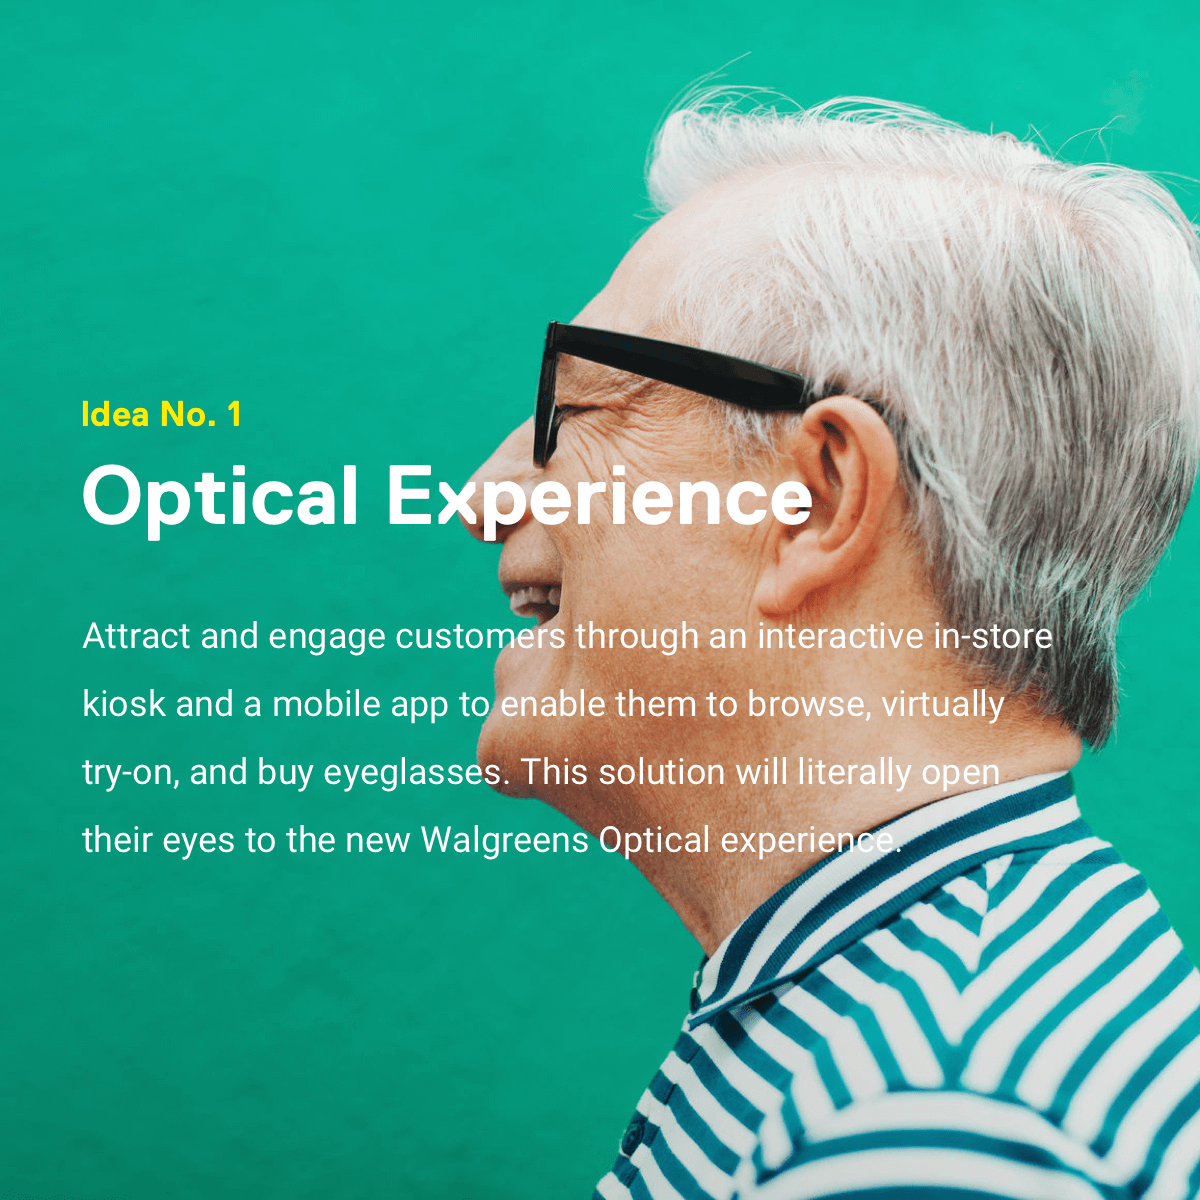 Idea No. 1
Optical Experience
Attract and engage customers through an interactive in-store
kiosk and a mobile app to enable them to browse, virtually
try-on, and buy eyeglasses. This solution will literally open
their eyes to the new Walgreens Optical experience.